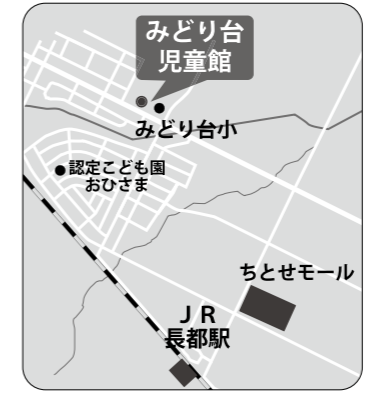 みどり台
児童館
みどり台小
●認定こども園
おひさま
ちとせモール
ＪＲ
長都駅